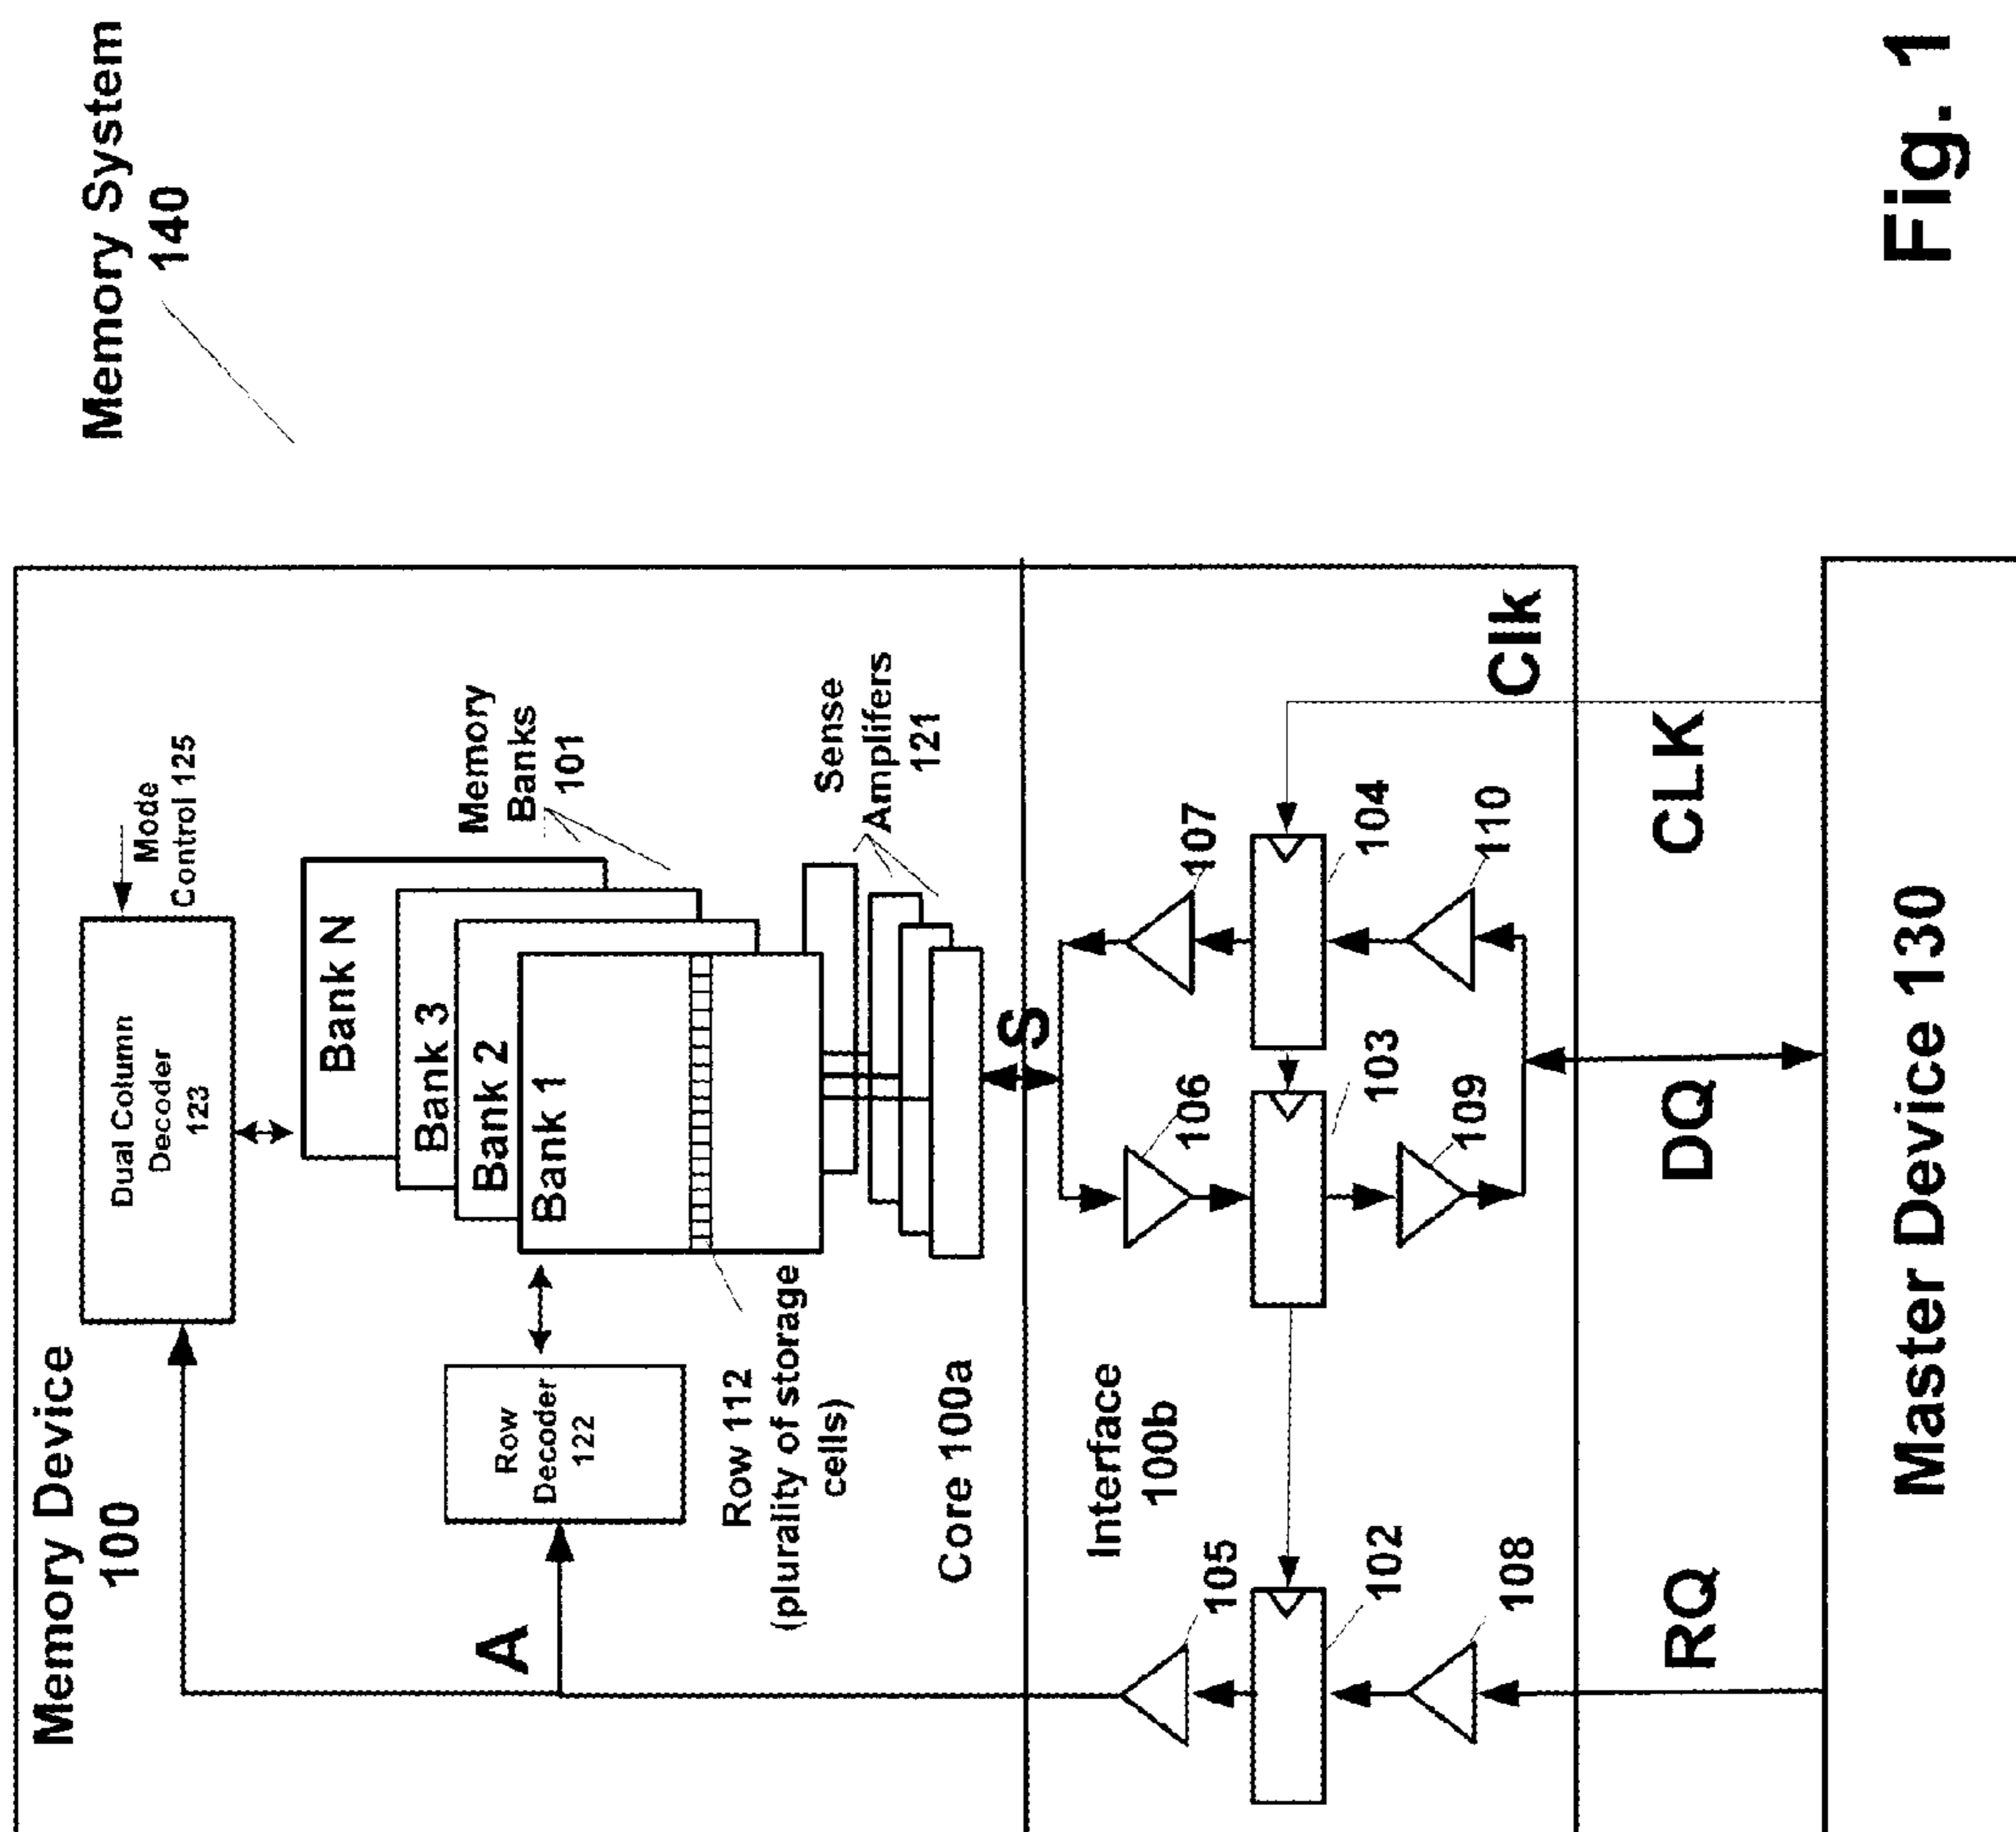 Memory System
140
Memory Device
100
Dual Column
Decoder
123
Mode
Control 125
Bank N
Bank 3
Bank 2
Bank 1
Memory
Banks
101
Row
Decoder
122
A
Row 112
(plurality of storage
cells)
Sense
Amplifers
121
Core 100a
S
Interface
100b
105
106
107
102
103
104
108
109
110
Clk
RQ
DQ
CLK
Master Device 130
Fig. 1